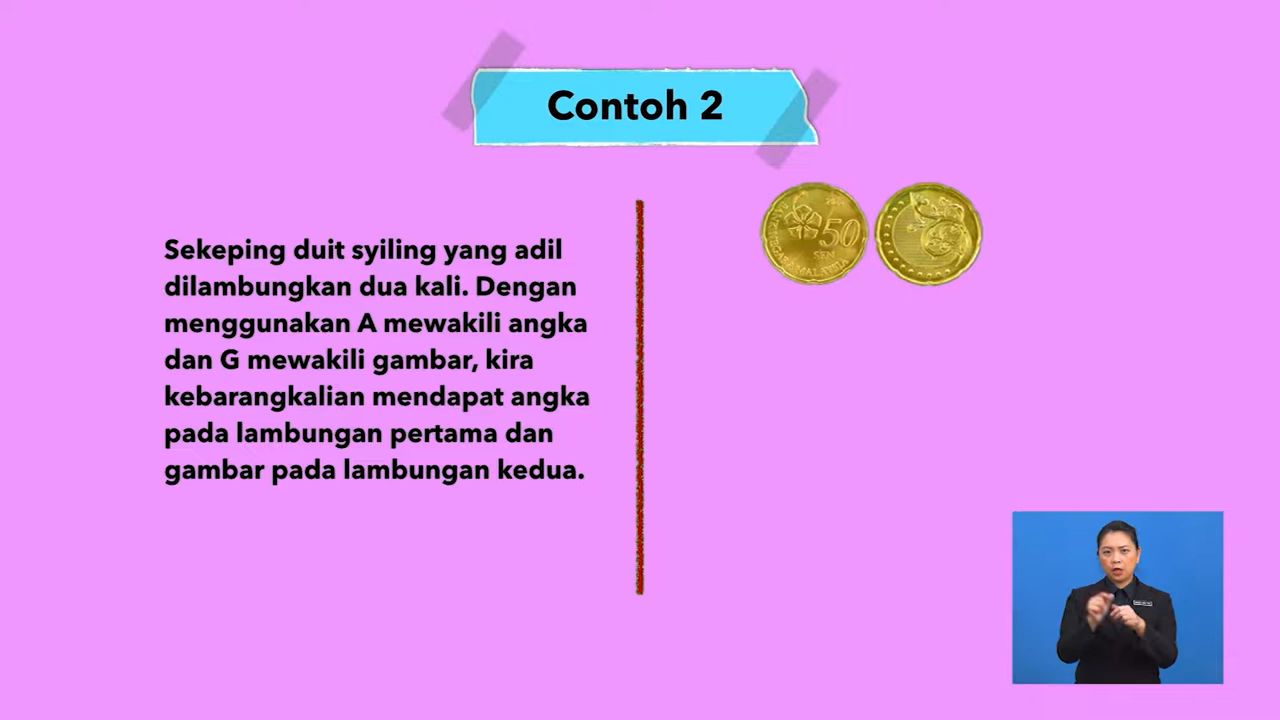 Contoh 2
Sekeping duit syiling yang adil
dilambungkan dua kali. Dengan
menggunakan A mewakili angka
dan G mewakili gambar, kira
kebarangkalian mendapat angka
pada lambungan pertama dan
gambar pada lambungan kedua.
50
SEN